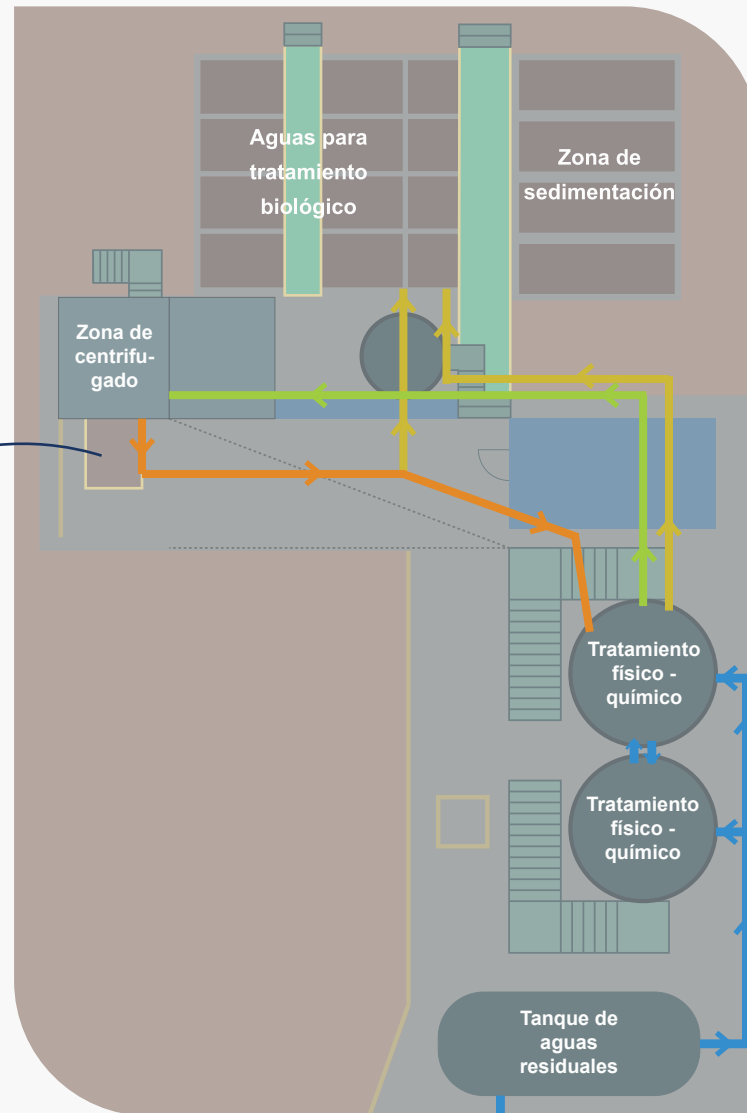 Aguas para
tratamiento
biológico
Zona de
sedimentación
Zona de
centrifu-
gado
Tratamiento
físico -
químico
Tratamiento
físico -
químico
Tanque de
aguas
residuales